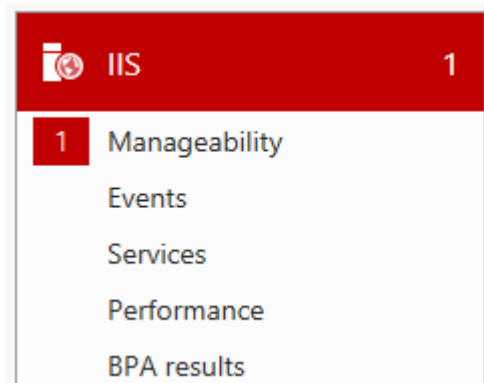 IIS 1
1 Manageability
Events
Services
Performance
BPA results